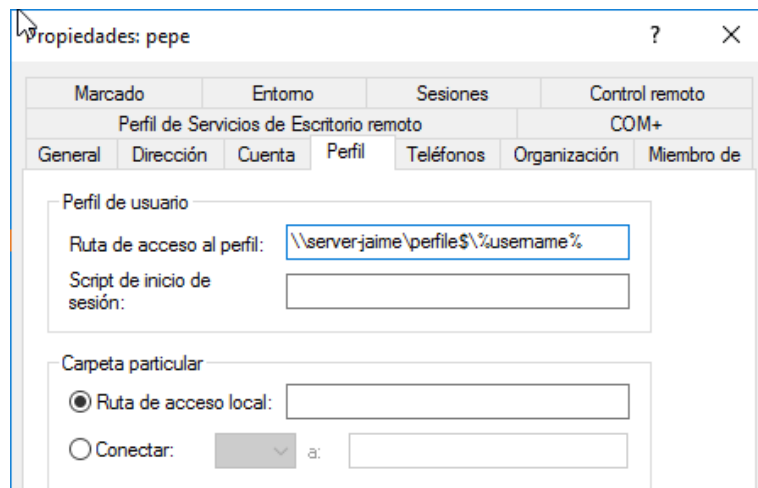 Propiedades: pepe
Marcado Entorno Sesiones Control remoto
Perfil de Servicios de Escritorio remoto COM+
General Dirección Cuenta Perfil Teléfonos Organización Miembro de
Perfil de usuario
Ruta de acceso al perfil: \\server-jaime\perfile$\%username%
Script de inicio de
sesión:
Carpeta particular
Ruta de acceso local:
Conectar: a: